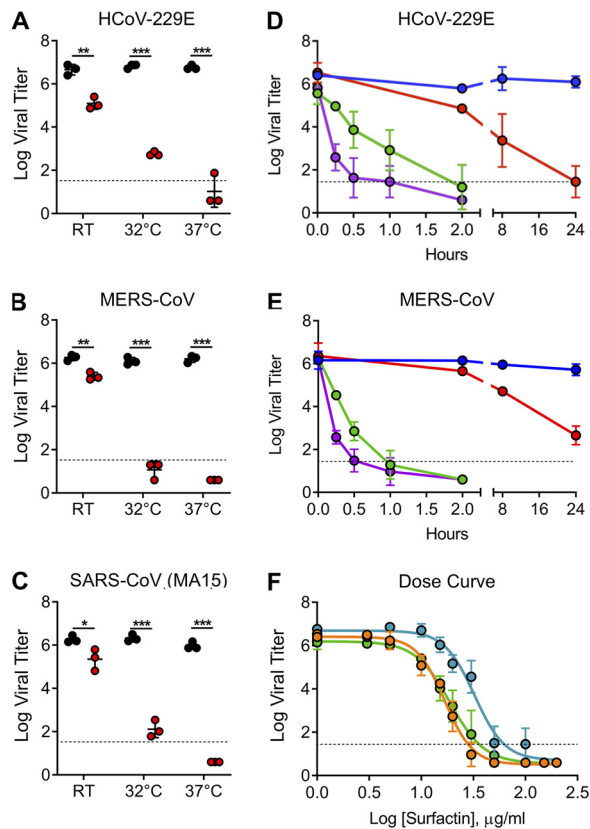 A
HCoV-229E
Log Viral Titer
8
6
4
2
0
** *** ***
RT 32°C 37°C
D
HCoV-229E
Log Viral Titer
8
6
4
2
0
0.0 0.5 1.0 1.5 2.0 8 16 24
Hours
B
MERS-CoV
Log Viral Titer
8
6
4
2
0
** *** ***
RT 32°C 37°C
E
MERS-CoV
Log Viral Titer
8
6
4
2
0
0.0 0.5 1.0 1.5 2.0 8 16 24
Hours
C
SARS-CoV (MA15)
Log Viral Titer
8
6
4
2
0
* *** ***
RT 32°C 37°C
F
Dose Curve
Log Viral Titer
8
6
4
2
0
0.0 0.5 1.0 1.5 2.0 2.5
Log [Surfactin], μg/ml